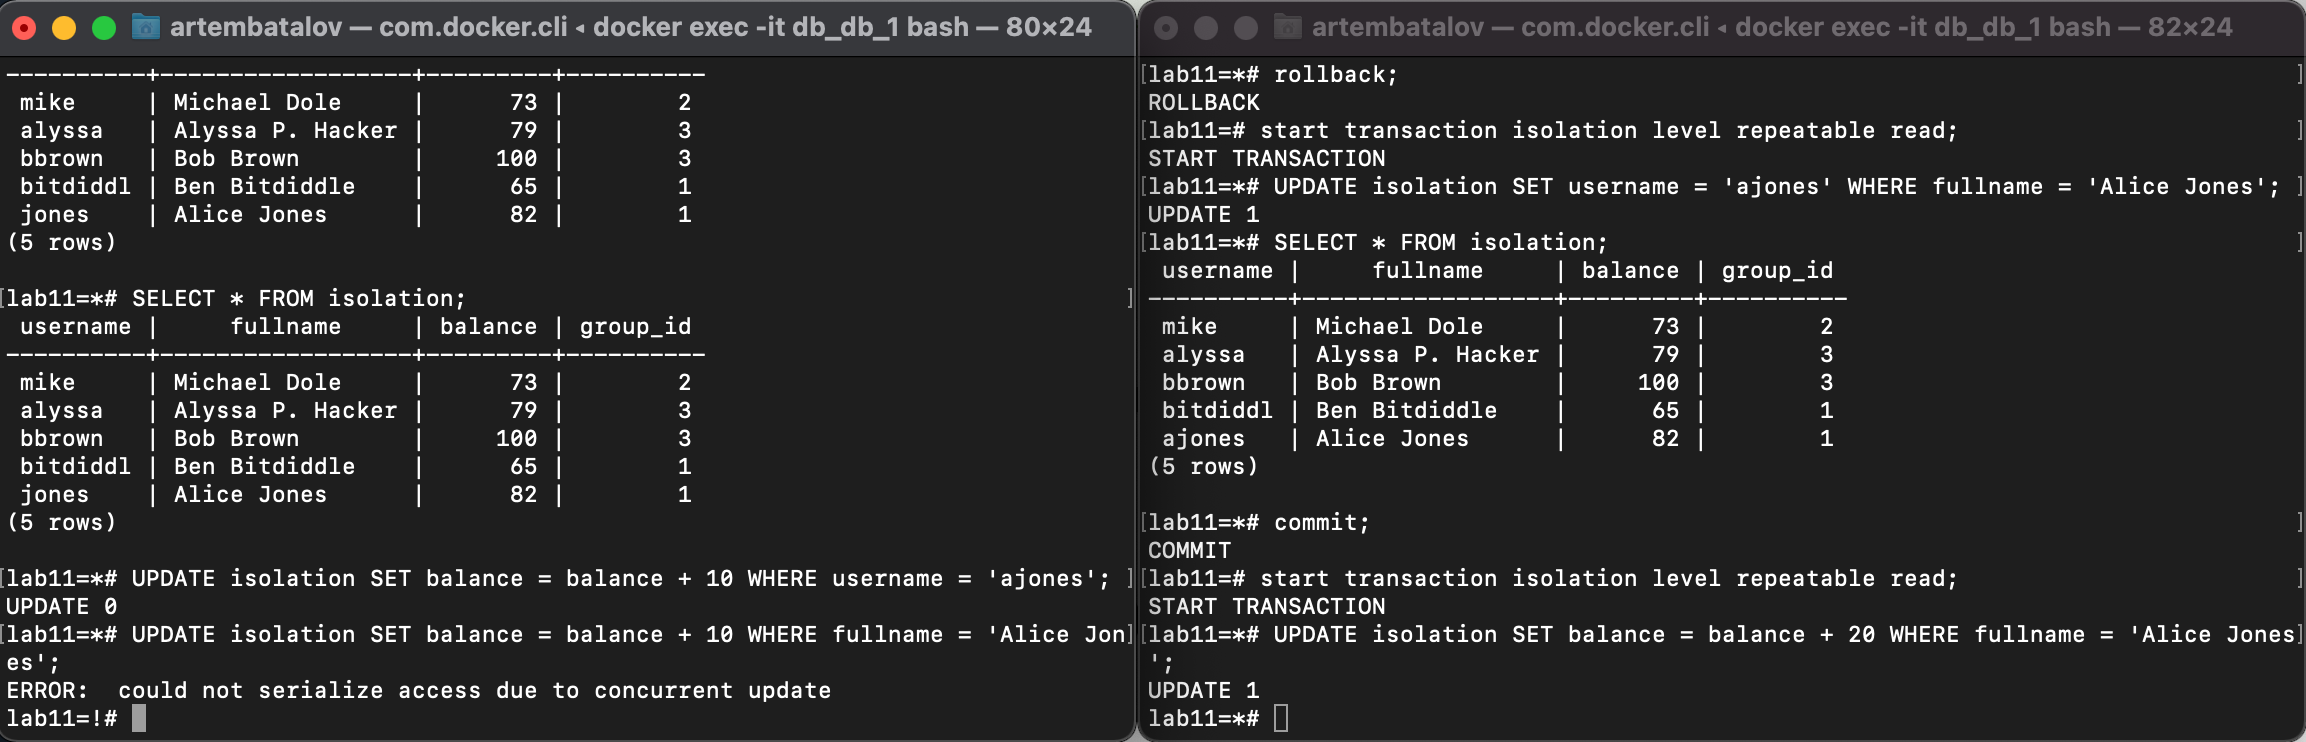 artembatalov — com.docker.cli ◂ docker exec -it db_db_1 bash — 80×24
----------+------------------+---------+----------
 mike     | Michael Dole     |      73 |        2
 alyssa   | Alyssa P. Hacker |      79 |        3
 bbrown   | Bob Brown        |     100 |        3
 bitdiddl | Ben Bitdiddle    |      65 |        1
 jones    | Alice Jones      |      82 |        1
(5 rows)

[lab11=*# SELECT * FROM isolation; ]
 username |     fullname     | balance | group_id
----------+------------------+---------+----------
 mike     | Michael Dole     |      73 |        2
 alyssa   | Alyssa P. Hacker |      79 |        3
 bbrown   | Bob Brown        |     100 |        3
 bitdiddl | Ben Bitdiddle    |      65 |        1
 jones    | Alice Jones      |      82 |        1
(5 rows)

[lab11=*# UPDATE isolation SET balance = balance + 10 WHERE username = 'ajones'; ]
UPDATE 0
[lab11=*# UPDATE isolation SET balance = balance + 10 WHERE fullname = 'Alice Jon]
es';
ERROR:  could not serialize access due to concurrent update
lab11=!#
artembatalov — com.docker.cli ◂ docker exec -it db_db_1 bash — 82×24
[lab11=*# rollback; ]
ROLLBACK
[lab11=# start transaction isolation level repeatable read; ]
START TRANSACTION
[lab11=*# UPDATE isolation SET username = 'ajones' WHERE fullname = 'Alice Jones'; ]
UPDATE 1
[lab11=*# SELECT * FROM isolation; ]
 username |     fullname     | balance | group_id
----------+------------------+---------+----------
 mike     | Michael Dole     |      73 |        2
 alyssa   | Alyssa P. Hacker |      79 |        3
 bbrown   | Bob Brown        |     100 |        3
 bitdiddl | Ben Bitdiddle    |      65 |        1
 ajones   | Alice Jones      |      82 |        1
(5 rows)

[lab11=*# commit; ]
COMMIT
[lab11=# start transaction isolation level repeatable read; ]
START TRANSACTION
[lab11=*# UPDATE isolation SET balance = balance + 20 WHERE fullname = 'Alice Jones]
';
UPDATE 1
lab11=*#